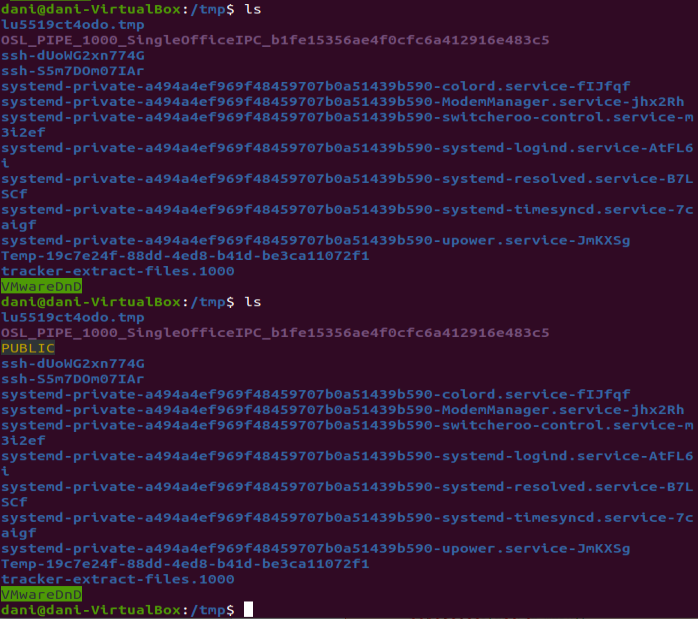 dani@dani-VirtualBox:/tmp$ ls
lu5519ct4odo.tmp
OSL_PIPE_1000_SingleOfficeIPC_b1fe15356ae4f0cfc6a412916e483c5
ssh-dUoWG2xn774G
ssh-S5m7DOm07IAr
systemd-private-a494a4ef969f48459707b0a51439b590-colord.service-fIJfqf
systemd-private-a494a4ef969f48459707b0a51439b590-ModemManager.service-jhx2Rh
systemd-private-a494a4ef969f48459707b0a51439b590-switcheroo-control.service-m
3i2ef
systemd-private-a494a4ef969f48459707b0a51439b590-systemd-logind.service-AtFL6
i
systemd-private-a494a4ef969f48459707b0a51439b590-systemd-resolved.service-B7L
SCf
systemd-private-a494a4ef969f48459707b0a51439b590-systemd-timesyncd.service-7c
aigf
systemd-private-a494a4ef969f48459707b0a51439b590-upower.service-JmKXSg
Temp-19c7e24f-88dd-4ed8-b41d-be3ca11072f1
tracker-extract-files.1000
VMwareDnD
dani@dani-VirtualBox:/tmp$ ls
lu5519ct4odo.tmp
OSL_PIPE_1000_SingleOfficeIPC_b1fe15356ae4f0cfc6a412916e483c5
PUBLIC
ssh-dUoWG2xn774G
ssh-S5m7DOm07IAr
systemd-private-a494a4ef969f48459707b0a51439b590-colord.service-fIJfqf
systemd-private-a494a4ef969f48459707b0a51439b590-ModemManager.service-jhx2Rh
systemd-private-a494a4ef969f48459707b0a51439b590-switcheroo-control.service-m
3i2ef
systemd-private-a494a4ef969f48459707b0a51439b590-systemd-logind.service-AtFL6
i
systemd-private-a494a4ef969f48459707b0a51439b590-systemd-resolved.service-B7L
SCf
systemd-private-a494a4ef969f48459707b0a51439b590-systemd-timesyncd.service-7c
aigf
systemd-private-a494a4ef969f48459707b0a51439b590-upower.service-JmKXSg
Temp-19c7e24f-88dd-4ed8-b41d-be3ca11072f1
tracker-extract-files.1000
VMwareDnD
dani@dani-VirtualBox:/tmp$